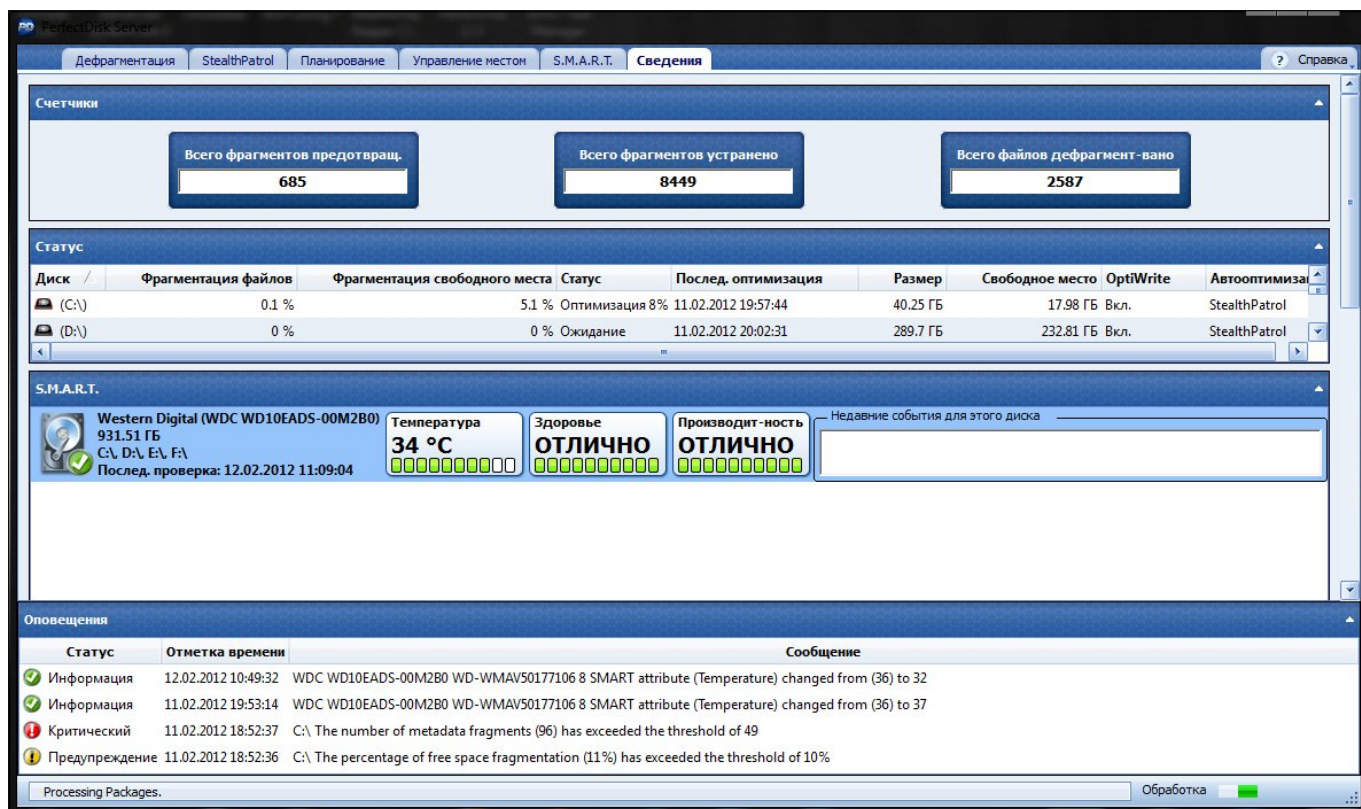 PerfectDisk Server
Дефрагментация StealthPatrol Планирование Управление местом S.M.A.R.T. Сведения ? Справка
Счетчики
Всего фрагментов предотвращ. Всего фрагментов устранено Всего файлов дефрагмент-вано
685 8449 2587
Статус
Диск Фрагментация файлов Фрагментация свободного места Статус Послед. оптимизация Размер Свободное место OptiWrite Автооптимиза
(C:\) 0.1 % 5.1 % Оптимизация 8% 11.02.2012 19:57:44 40.25 ГБ 17.98 ГБ Вкл. StealthPatrol
(D:\) 0 % 0 % Ожидание 11.02.2012 20:02:31 289.7 ГБ 232.81 ГБ Вкл. StealthPatrol
S.M.A.R.T.
Western Digital (WDC WD10EADS-00M2B0) Температура Здоровье Производит-ность Недавние события для этого диска
931.51 ГБ 34 °C ОТЛИЧНО ОТЛИЧНО
C:\, D:\, E:\, F:\
Послед. проверка: 12.02.2012 11:09:04
Оповещения
Статус Отметка времени Сообщение
Информация 12.02.2012 10:49:32 WDC WD10EADS-00M2B0 WD-WMAV50177106 8 SMART attribute (Temperature) changed from (36) to 32
Информация 11.02.2012 19:53:14 WDC WD10EADS-00M2B0 WD-WMAV50177106 8 SMART attribute (Temperature) changed from (36) to 37
Критический 11.02.2012 18:52:37 C:\ The number of metadata fragments (96) has exceeded the threshold of 49
Предупреждение 11.02.2012 18:52:36 C:\ The percentage of free space fragmentation (11%) has exceeded the threshold of 10%
Processing Packages. Обработка